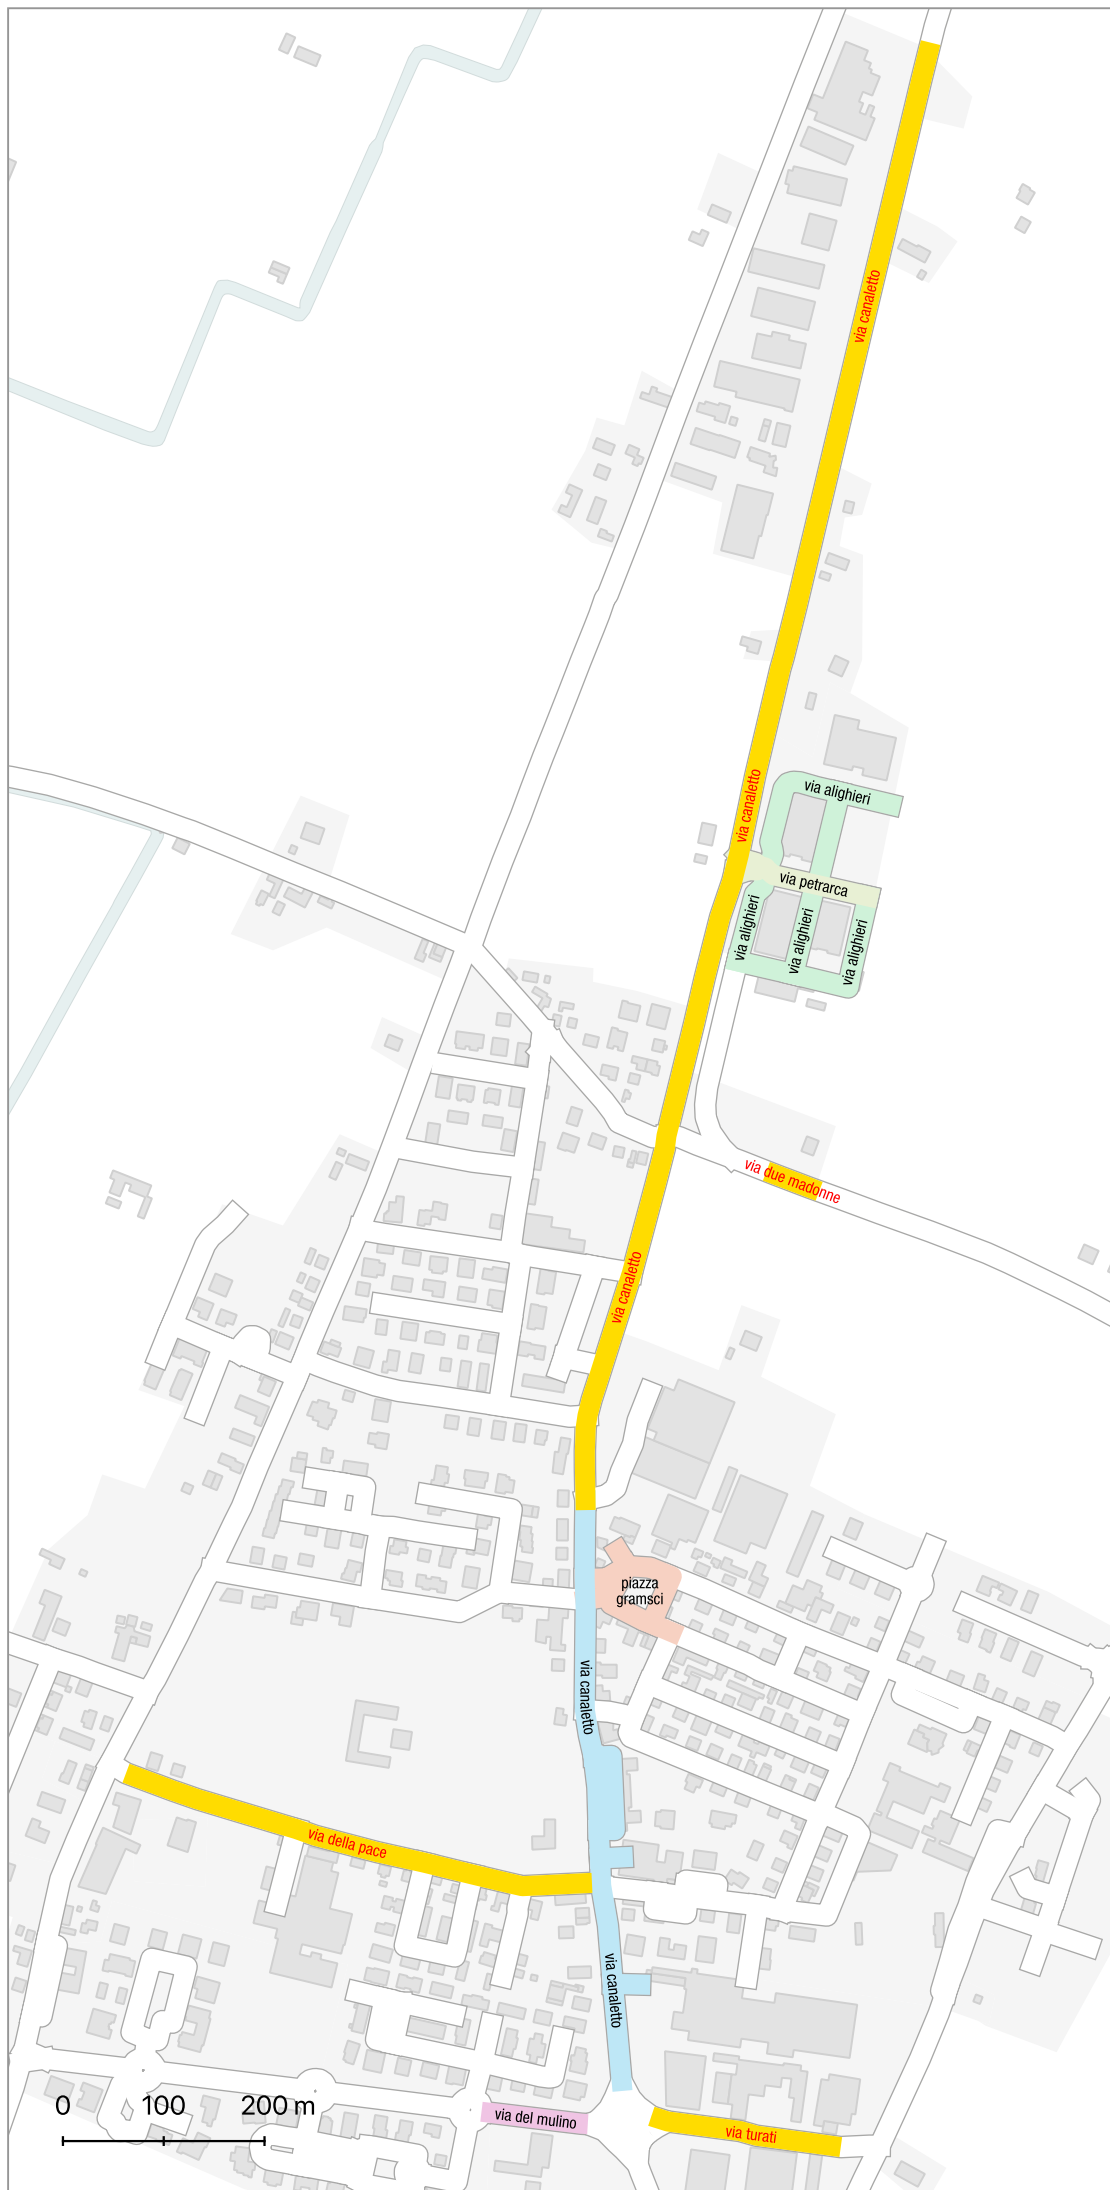 via canaletto
via canaletto
via alighieri
via petrarca
via alighieri
via alighieri
via alighieri
via due madonne
via canaletto
piazza
gramsci
via canaletto
via della pace
via canaletto
0 100 200 m
via del mulino
via turati